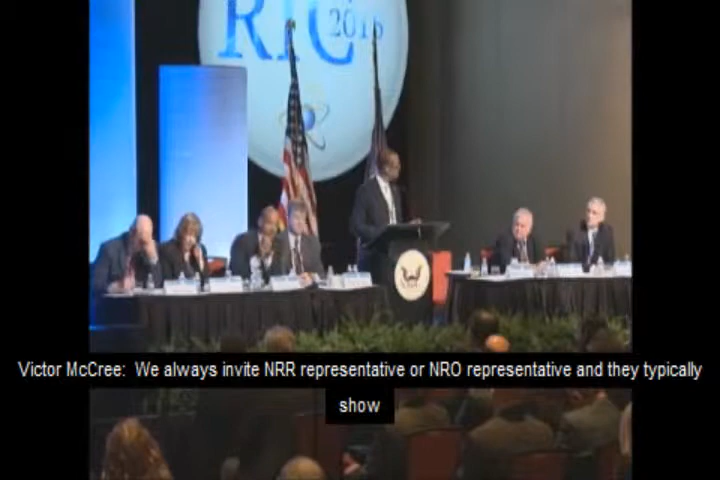 RIC
2016
Victor McCree:  We always invite NRR representative or NRO representative and they typically
show